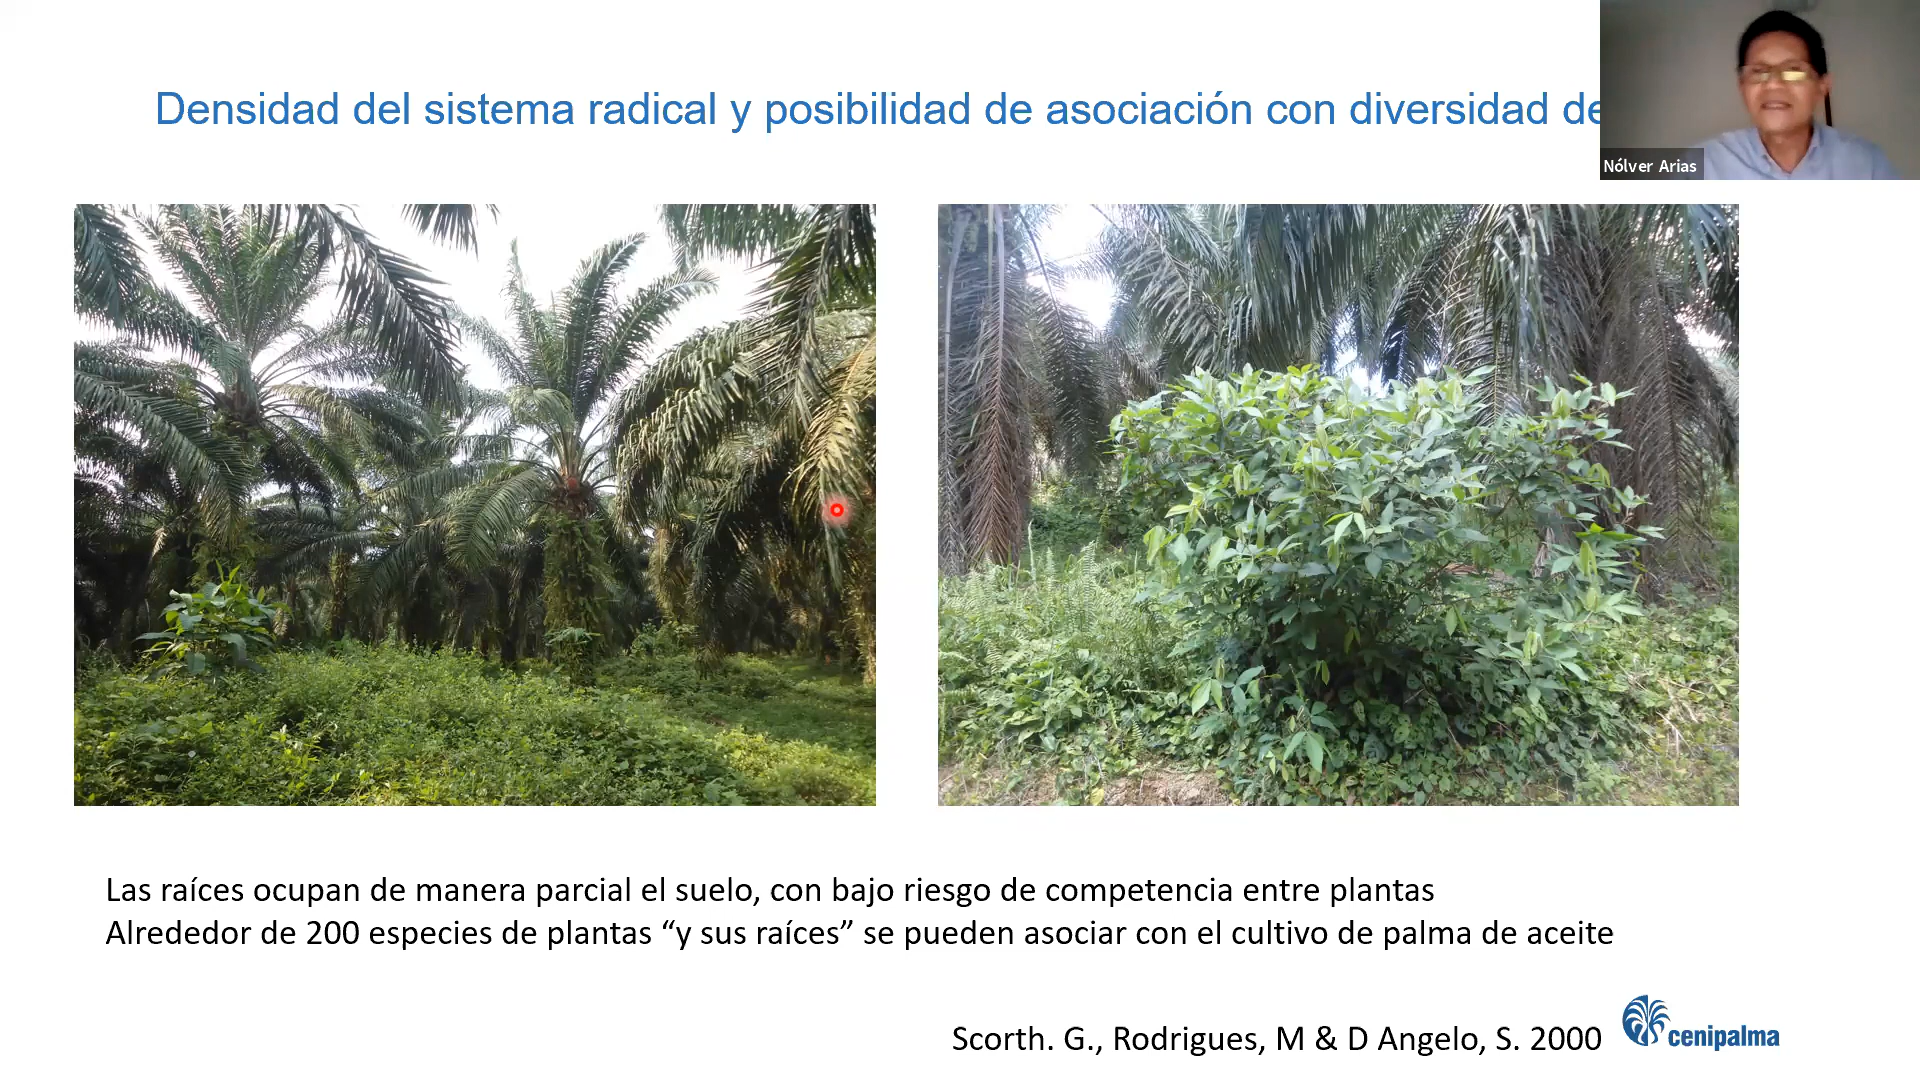 Densidad del sistema radical y posibilidad de asociación con diversidad de
Nólver Arias
Las raíces ocupan de manera parcial el suelo, con bajo riesgo de competencia entre plantas
Alrededor de 200 especies de plantas “y sus raíces” se pueden asociar con el cultivo de palma de aceite
Scorth. G., Rodrigues, M & D Angelo, S. 2000
cenipalma